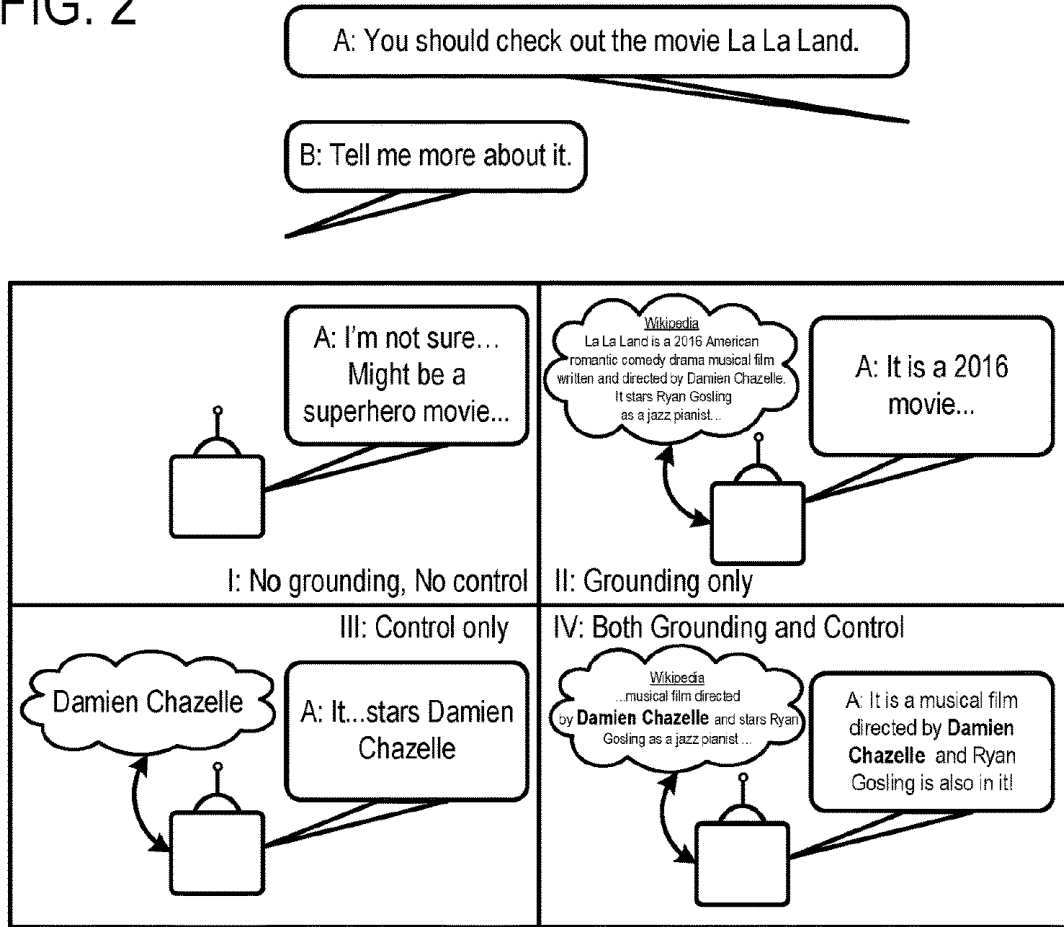 FIG. 2
A: You should check out the movie La La Land.
B: Tell me more about it.
A: I'm not sure…
Might be a
superhero movie...
I: No grounding, No control
Wikipedia
La La Land is a 2016 American
romantic comedy drama musical film
written and directed by Damien Chazelle.
It stars Ryan Gosling
as a jazz pianist…
A: It is a 2016
movie...
II: Grounding only
III: Control only
Damien Chazelle
A: It...stars Damien
Chazelle
IV: Both Grounding and Control
Wikipedia
...musical film directed
by Damien Chazelle and stars Ryan
Gosling as a jazz pianist ...
A: It is a musical film
directed by Damien
Chazelle and Ryan
Gosling is also in it!